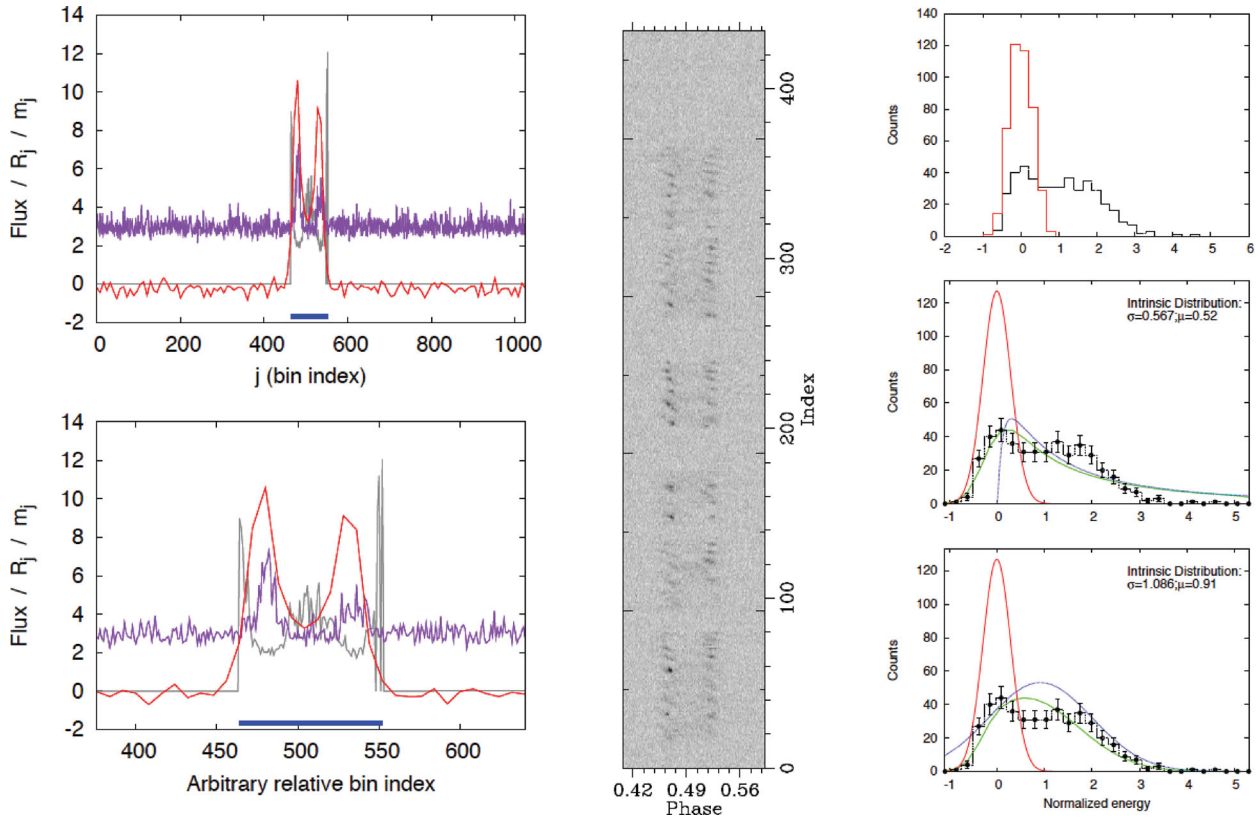 14
12
10
8
6
4
2
0
-2
Flux / R_j / m_j
0 200 400 600 800 1000
j (bin index)
14
12
10
8
6
4
2
0
-2
Flux / R_j / m_j
400 450 500 550 600
Arbitrary relative bin index
0 100 200 300 400
Index
0.42 0.49 0.56
Phase
140
120
100
80
60
40
20
0
Counts
-2 -1 0 1 2 3 4 5 6
120
100
80
60
40
20
0
Counts
Intrinsic Distribution:
σ=0.567;μ=0.52
-1 0 1 2 3 4 5
120
100
80
60
40
20
0
Counts
Intrinsic Distribution:
σ=1.086;μ=0.91
-1 0 1 2 3 4 5
Normalized energy